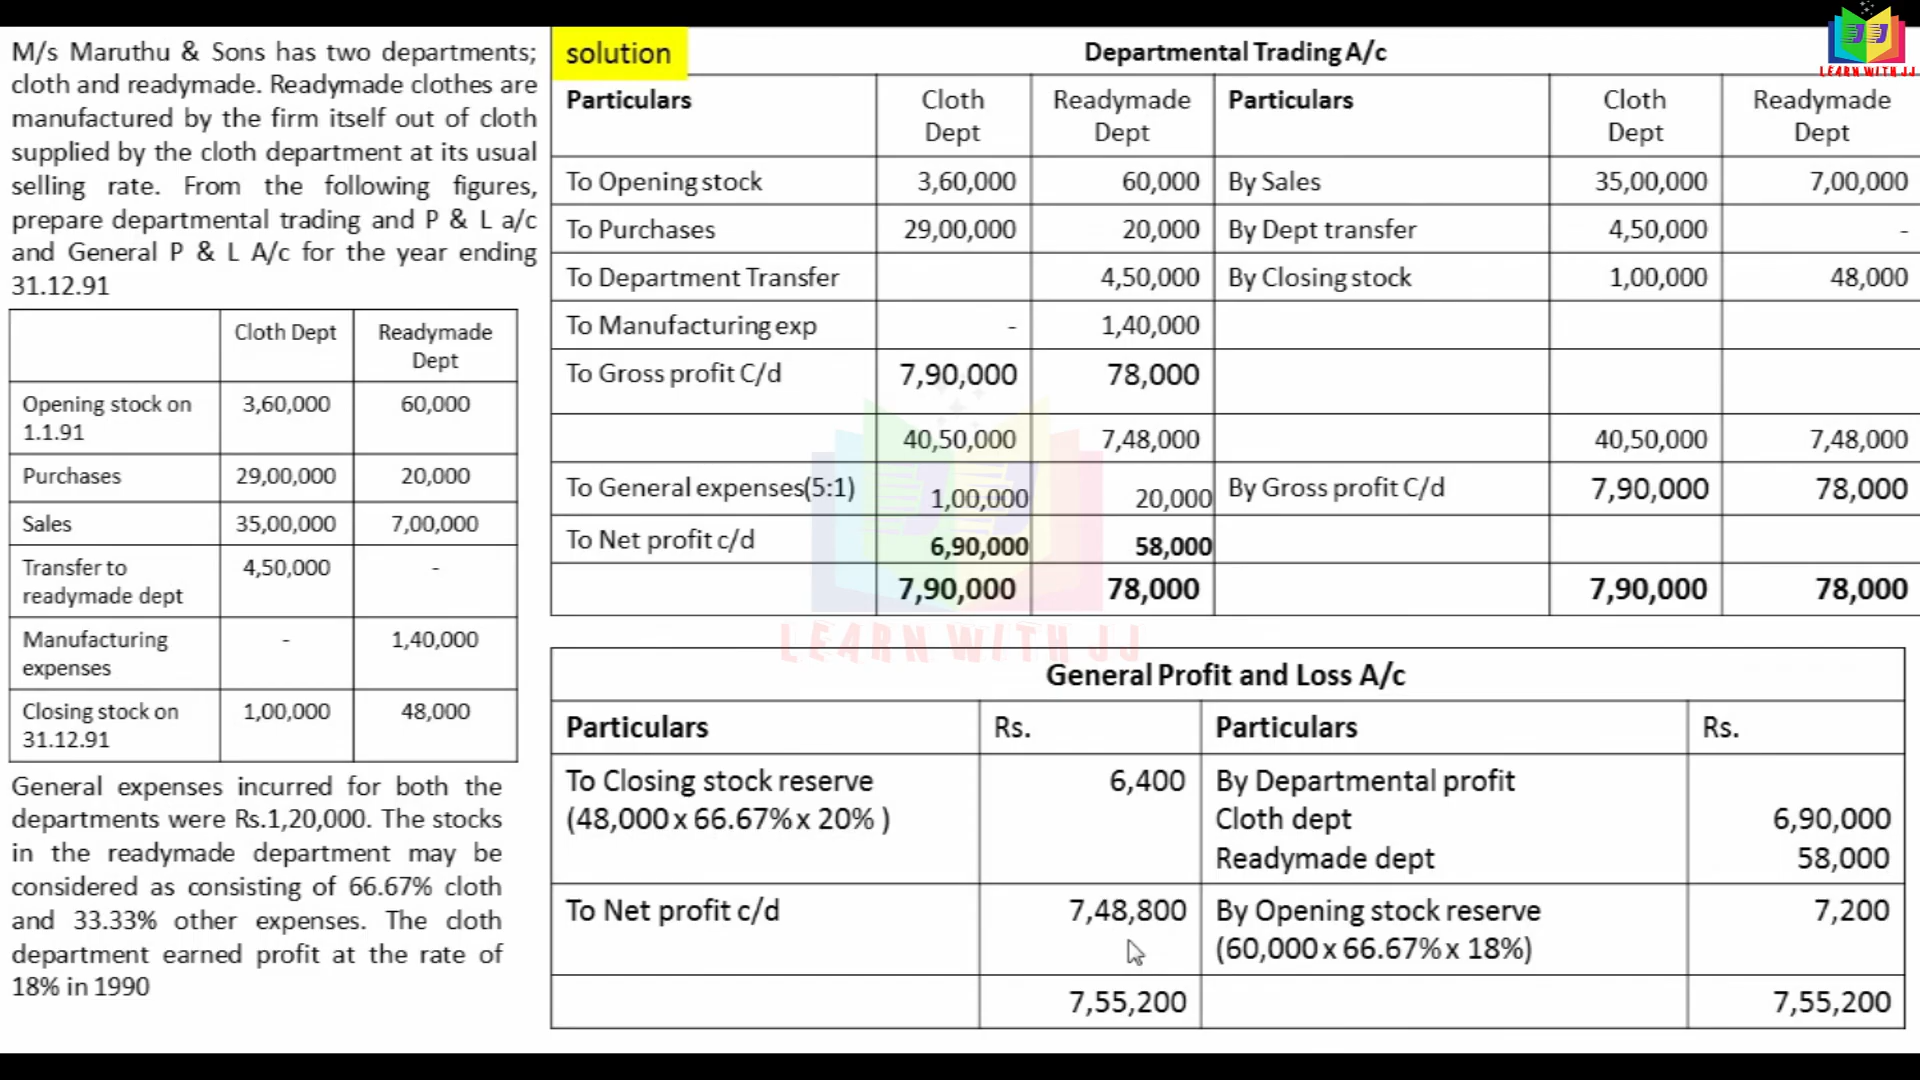 M/s Maruthu & Sons has two departments;
cloth and readymade. Readymade clothes are
manufactured by the firm itself out of cloth
supplied by the cloth department at its usual
selling rate. From the following figures,
prepare departmental trading and P & L a/c
and General P & L A/c for the year ending
31.12.91
Cloth Dept Readymade
Dept
Opening stock on 3,60,000 60,000
1.1.91
Purchases 29,00,000 20,000
Sales 35,00,000 7,00,000
Transfer to 4,50,000 -
readymade dept
Manufacturing - 1,40,000
expenses
Closing stock on 1,00,000 48,000
31.12.91
General expenses incurred for both the
departments were Rs.1,20,000. The stocks
in the readymade department may be
considered as consisting of 66.67% cloth
and 33.33% other expenses. The cloth
department earned profit at the rate of
18% in 1990
solution
Departmental Trading A/c
Particulars Cloth Readymade Particulars Cloth Readymade
Dept Dept Dept Dept
To Opening stock 3,60,000 60,000 By Sales 35,00,000 7,00,000
To Purchases 29,00,000 20,000 By Dept transfer 4,50,000 -
To Department Transfer 4,50,000 By Closing stock 1,00,000 48,000
To Manufacturing exp - 1,40,000
To Gross profit C/d 7,90,000 78,000
40,50,000 7,48,000 40,50,000 7,48,000
To General expenses(5:1) 1,00,000 20,000 By Gross profit C/d 7,90,000 78,000
To Net profit c/d 6,90,000 58,000
7,90,000 78,000 7,90,000 78,000
General Profit and Loss A/c
Particulars Rs. Particulars Rs.
To Closing stock reserve 6,400 By Departmental profit
(48,000 x 66.67% x 20% ) Cloth dept 6,90,000
Readymade dept 58,000
To Net profit c/d 7,48,800 By Opening stock reserve 7,200
(60,000 x 66.67% x 18%)
7,55,200 7,55,200
JJ
LEARN WITH JJ
JJ
LEARN WITH JJ